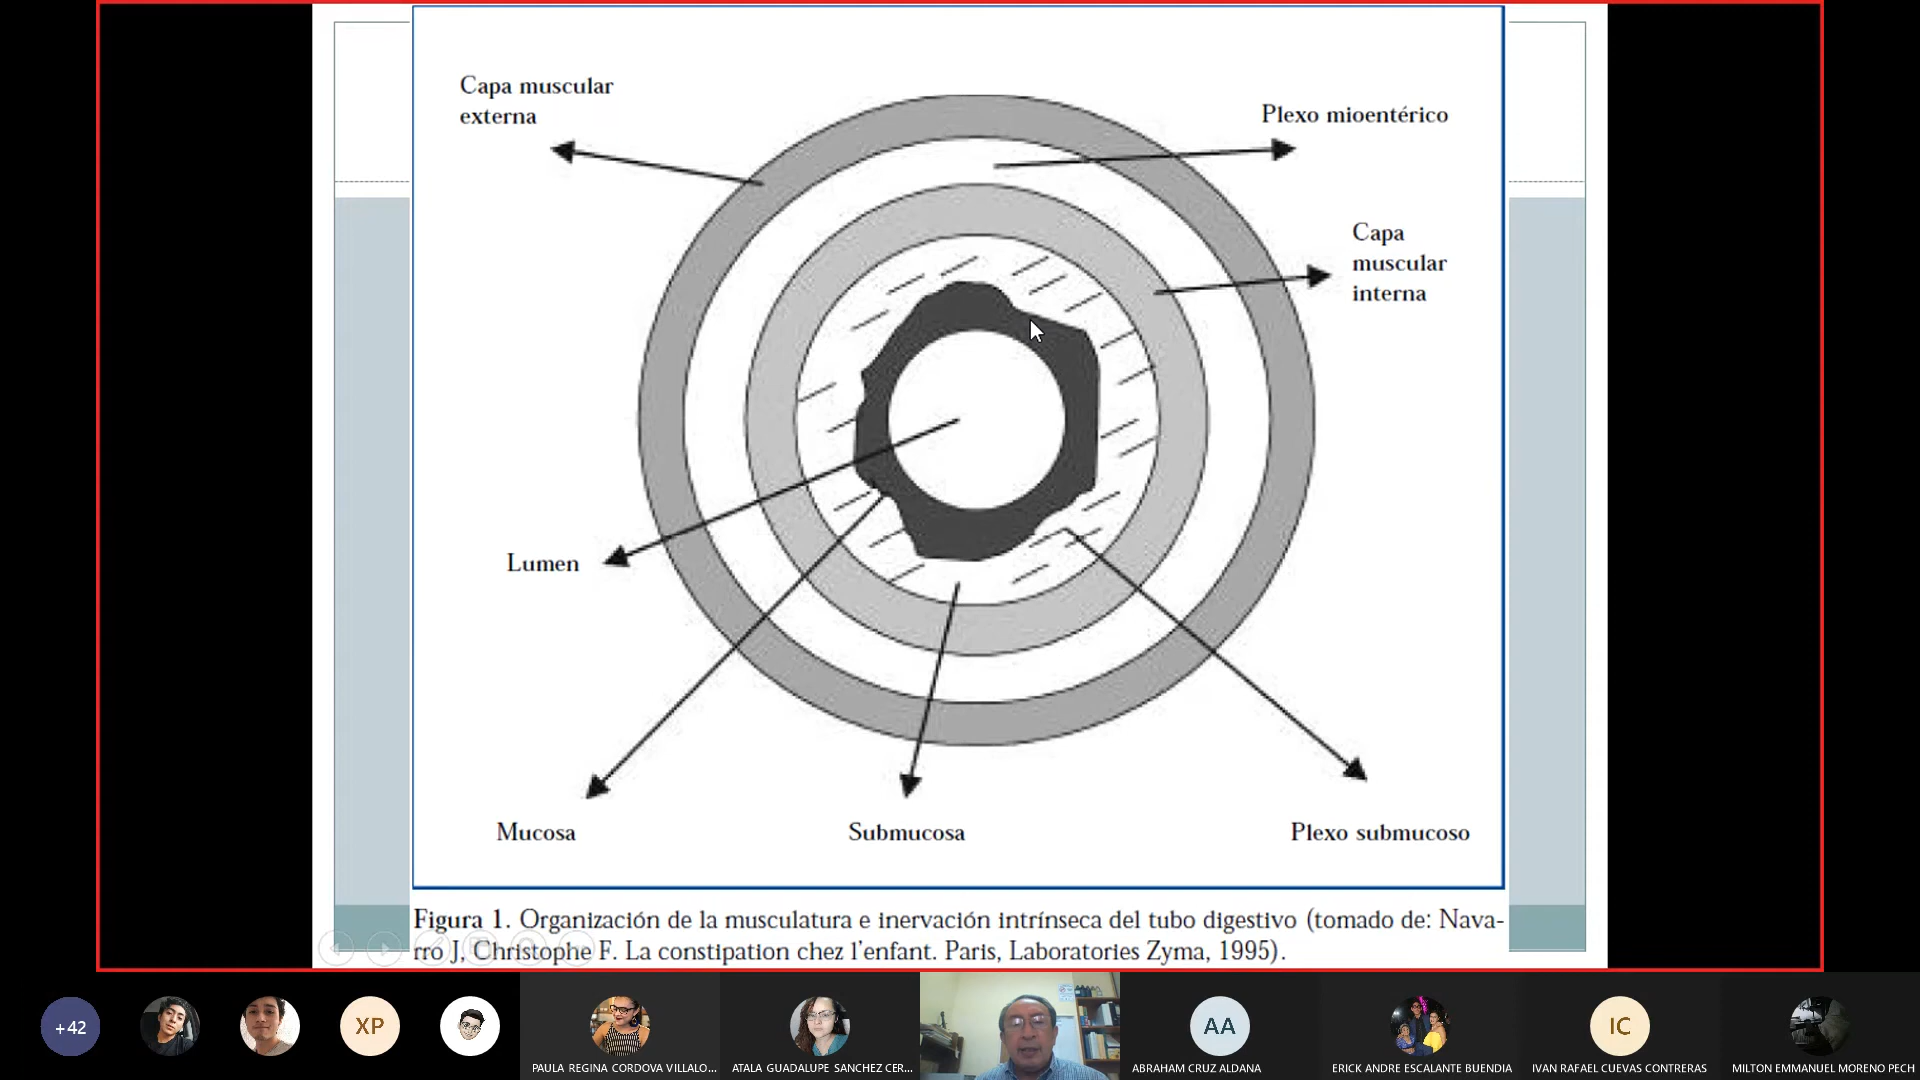 Capa muscular
externa
Plexo mioentérico
Capa
muscular
interna
Lumen
Mucosa
Submucosa
Plexo submucoso
Figura 1. Organización de la musculatura e inervación intrínseca del tubo digestivo (tomado de: Nava-
rro J, Christophe F. La constipation chez l'enfant. Paris, Laboratories Zyma, 1995).
+42
XP
AA
IC
PAULA REGINA CORDOVA VILLALO...
ATALA GUADALUPE SANCHEZ CER...
ABRAHAM CRUZ ALDANA
ERICK ANDRE ESCALANTE BUENDIA
IVAN RAFAEL CUEVAS CONTRERAS
MILTON EMMANUEL MORENO PECH